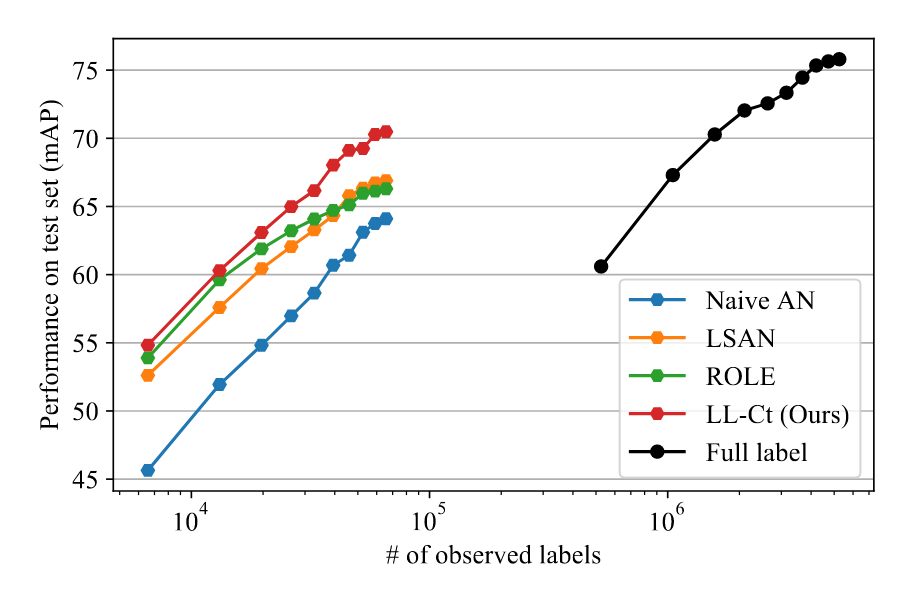 Performance on test set (mAP)
75
70
65
60
55
50
45
10^4
10^5
10^6
# of observed labels
Naive AN
LSAN
ROLE
LL-Ct (Ours)
Full label